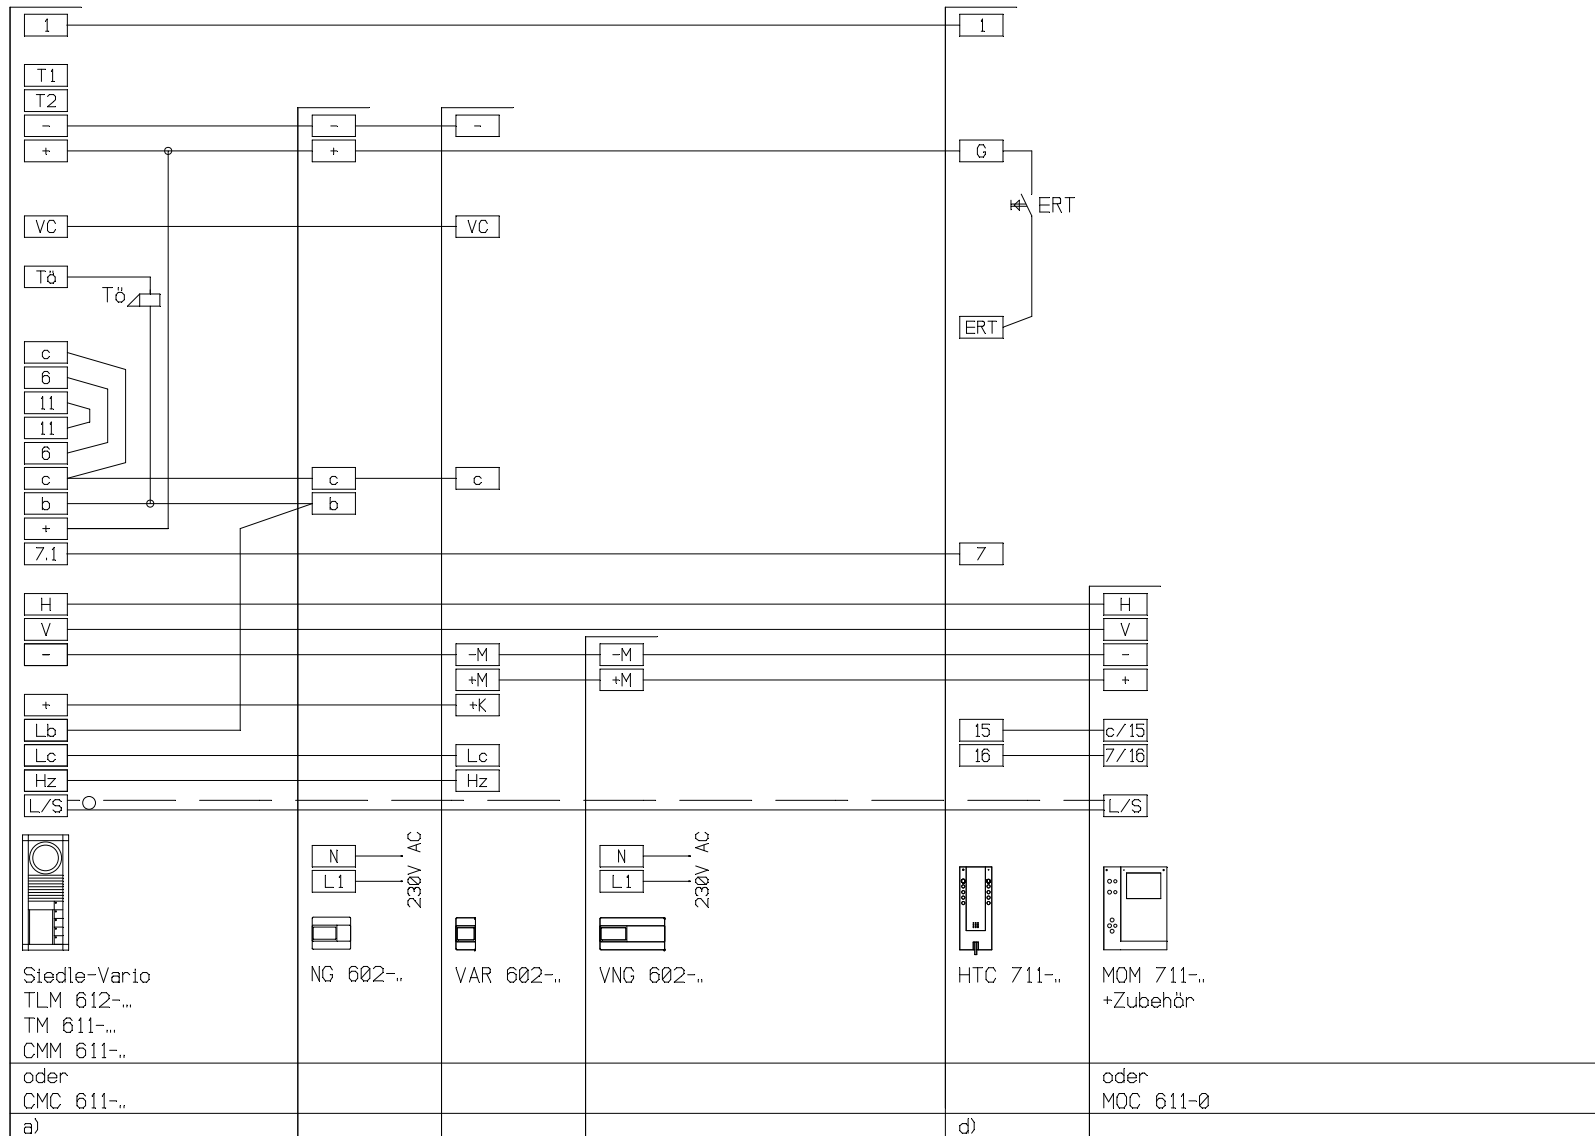 1 1
T1
T2
- - -
+ + G
ERT
VC VC
Tö
Tö
ERT
c
6
11
11
6
c c c
b b
+
7.1 7
H H
V V
- -M -M -
+M +M +
+ +K
Lb 15 c/15
Lc Lc 16 7/16
Hz Hz
L/S L/S
N 230V AC N 230V AC
L1 L1
Siedle-Vario NG 602-.. VAR 602-.. VNG 602-.. HTC 711-.. MOM 711-..
TLM 612-... +Zubehör
TM 611-...
CMM 611-..
oder oder
CMC 611-.. MOC 611-0
a) d)